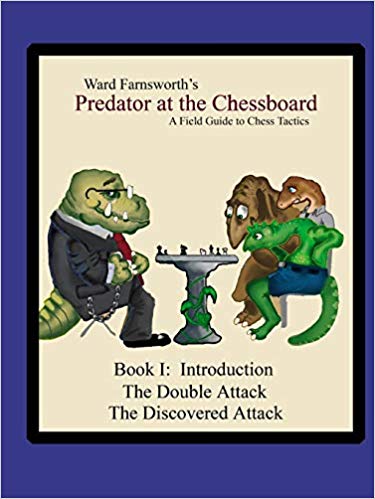 Ward Farnsworth's
Predator at the Chessboard
A Field Guide to Chess Tactics
Book I: Introduction
The Double Attack
The Discovered Attack